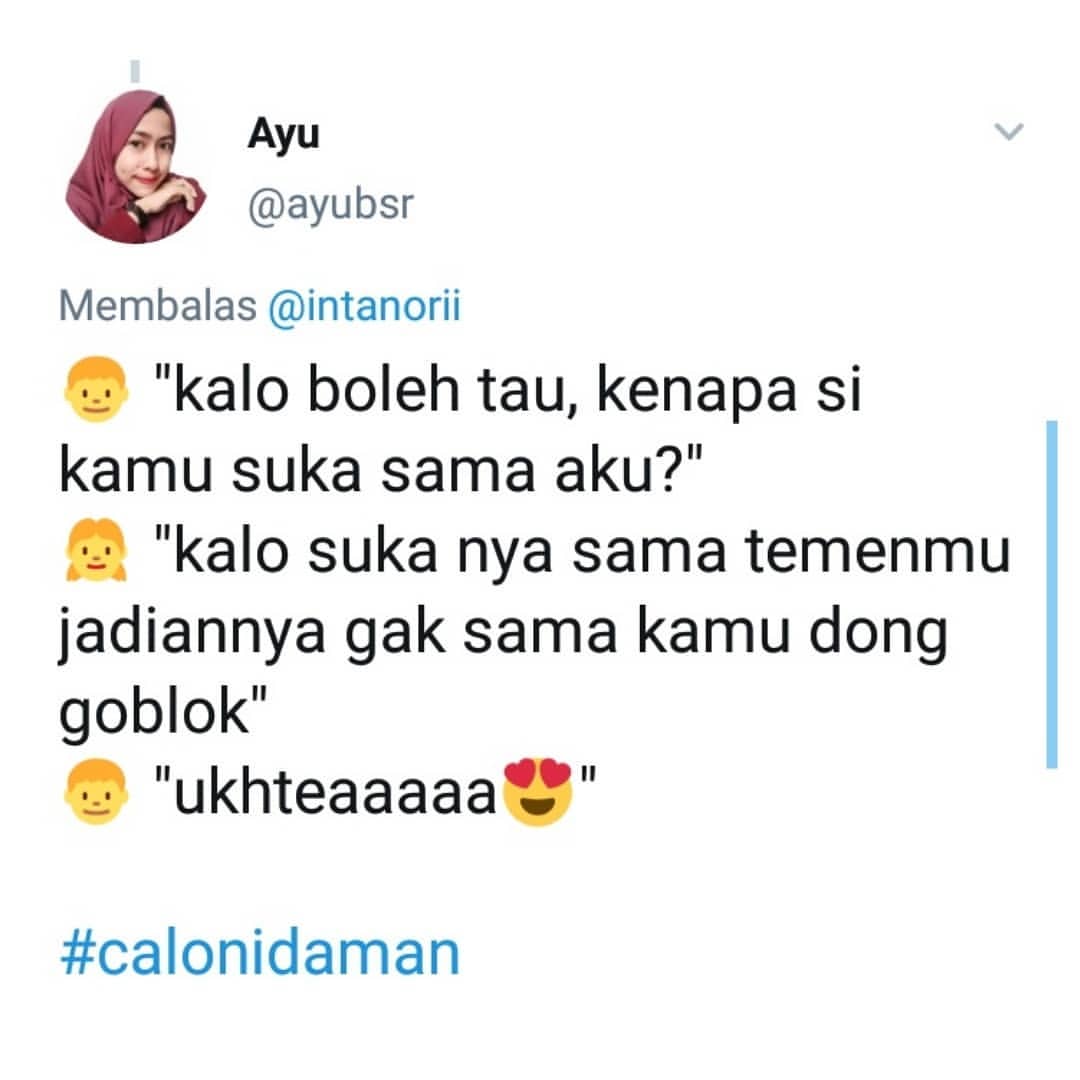 Ayu
@ayubsr
Membalas @intanorii
👦 "kalo boleh tau, kenapa si
kamu suka sama aku?"
👧 "kalo suka nya sama temenmu
jadiannya gak sama kamu dong
goblok"
👦 "ukhteaaaaa😍"
#calonidaman